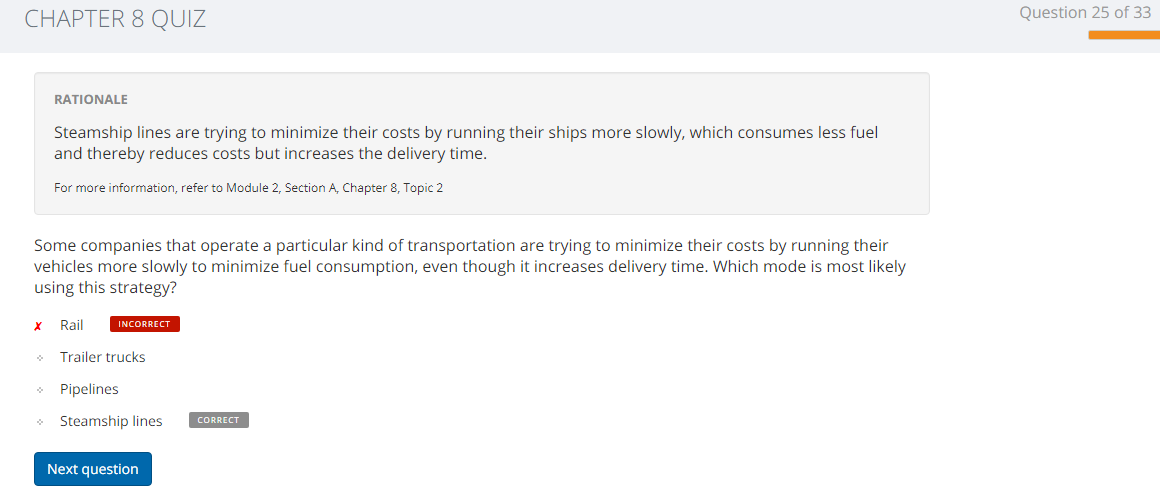 CHAPTER 8 QUIZ
Question 25 of 33
RATIONALE
Steamship lines are trying to minimize their costs by running their ships more slowly, which consumes less fuel
and thereby reduces costs but increases the delivery time.
For more information, refer to Module 2, Section A, Chapter 8, Topic 2
Some companies that operate a particular kind of transportation are trying to minimize their costs by running their
vehicles more slowly to minimize fuel consumption, even though it increases delivery time. Which mode is most likely
using this strategy?
✗ Rail INCORRECT
Trailer trucks
Pipelines
Steamship lines CORRECT
Next question